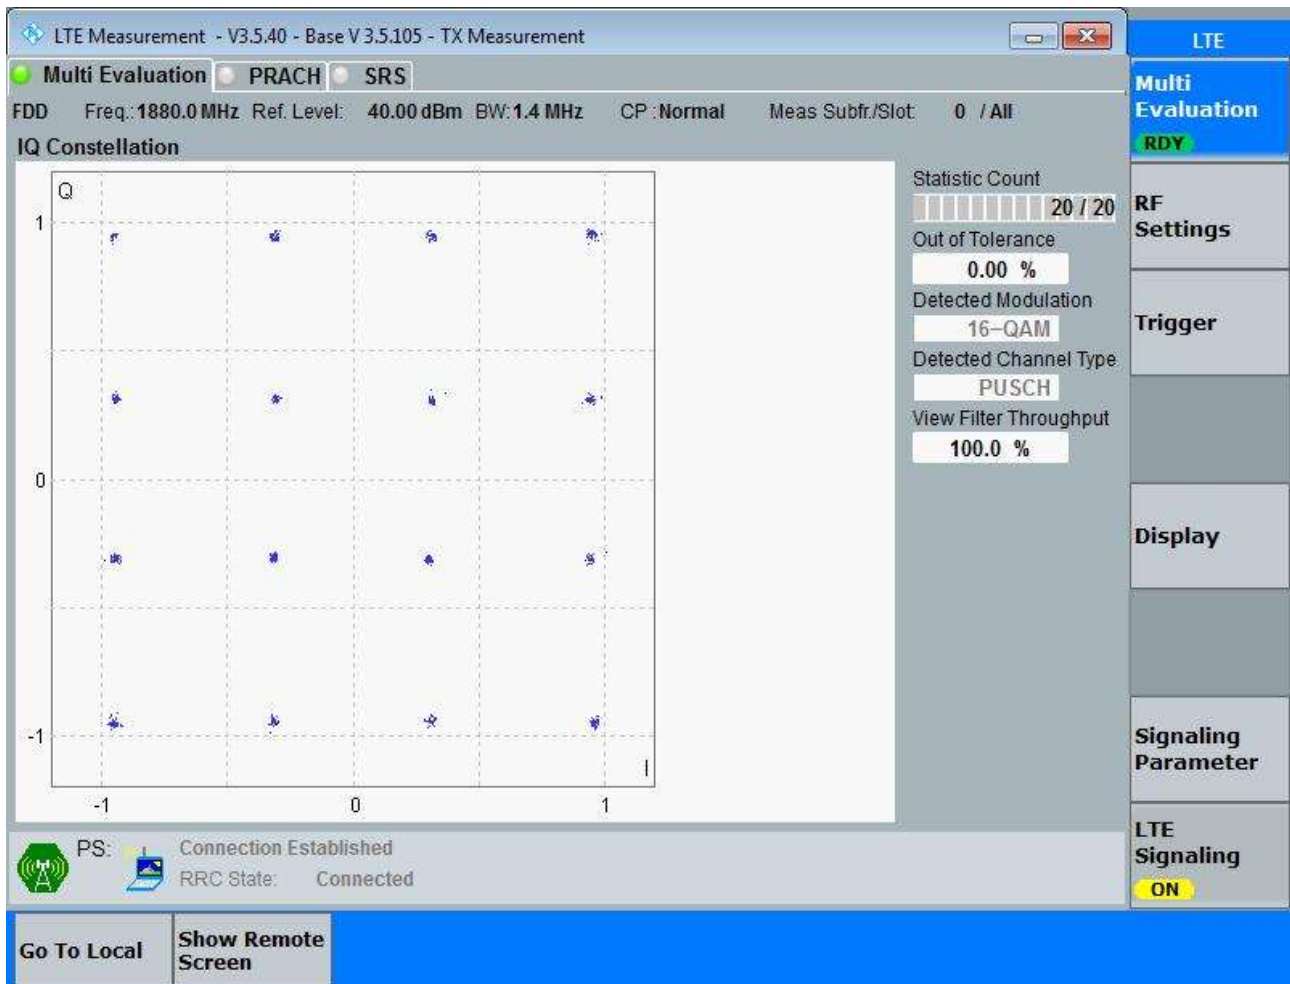 LTE Measurement - V3.5.40 - Base V 3.5.105 - TX Measurement
LTE
Multi Evaluation PRACH SRS
FDD Freq.: 1880.0 MHz Ref. Level: 40.00 dBm BW: 1.4 MHz CP : Normal Meas Subfr./Slot: 0 / All
IQ Constellation
Q
1
0
-1
-1 0 1
I
Statistic Count
20 / 20
Out of Tolerance
0.00 %
Detected Modulation
16-QAM
Detected Channel Type
PUSCH
View Filter Throughput
100.0 %
PS: Connection Established
RRC State: Connected
Multi
Evaluation
RDY
RF
Settings
Trigger
Display
Signaling
Parameter
LTE
Signaling
ON
Go To Local
Show Remote
Screen